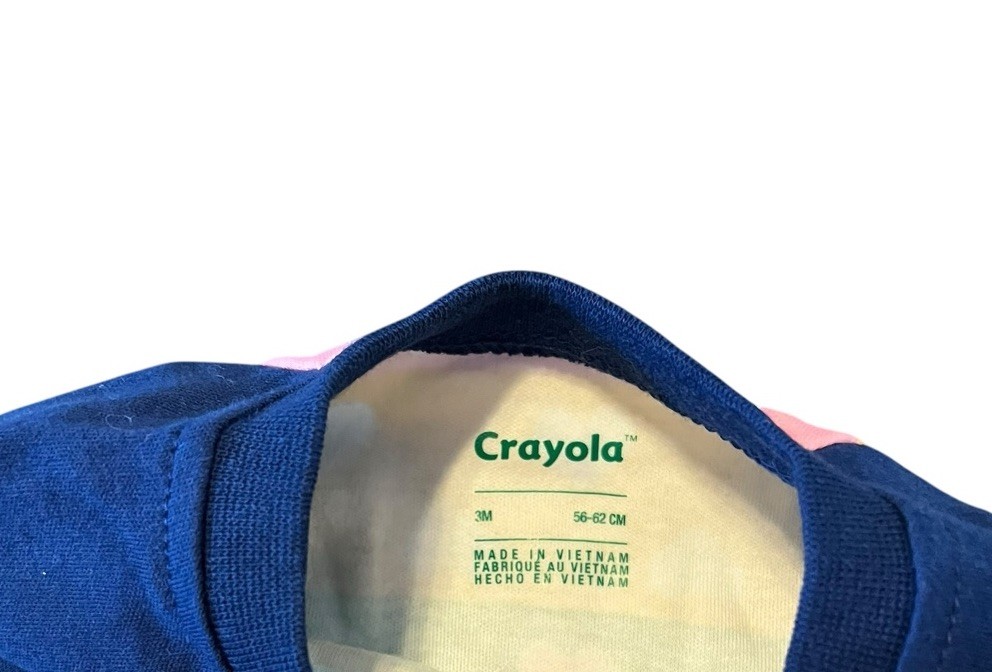 Crayola™
3M 56-62 CM
MADE IN VIETNAM
FABRIQUÉ AU VIETNAM
HECHO EN VIETNAM